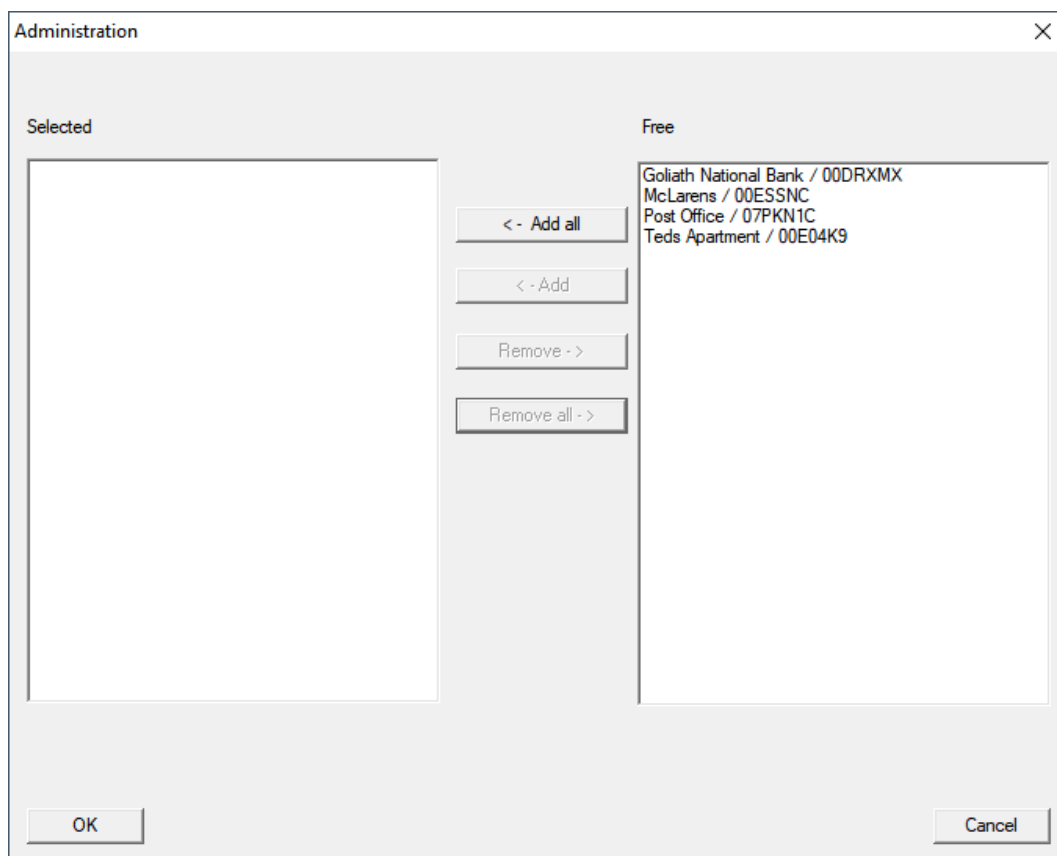 Administration
Selected
Free
Goliath National Bank / 00DRXMX
McLarens / 00ESSNC
Post Office / 07PKN1C
Teds Apartment / 00E04K9
< - Add all
< - Add
Remove - >
Remove all - >
OK
Cancel